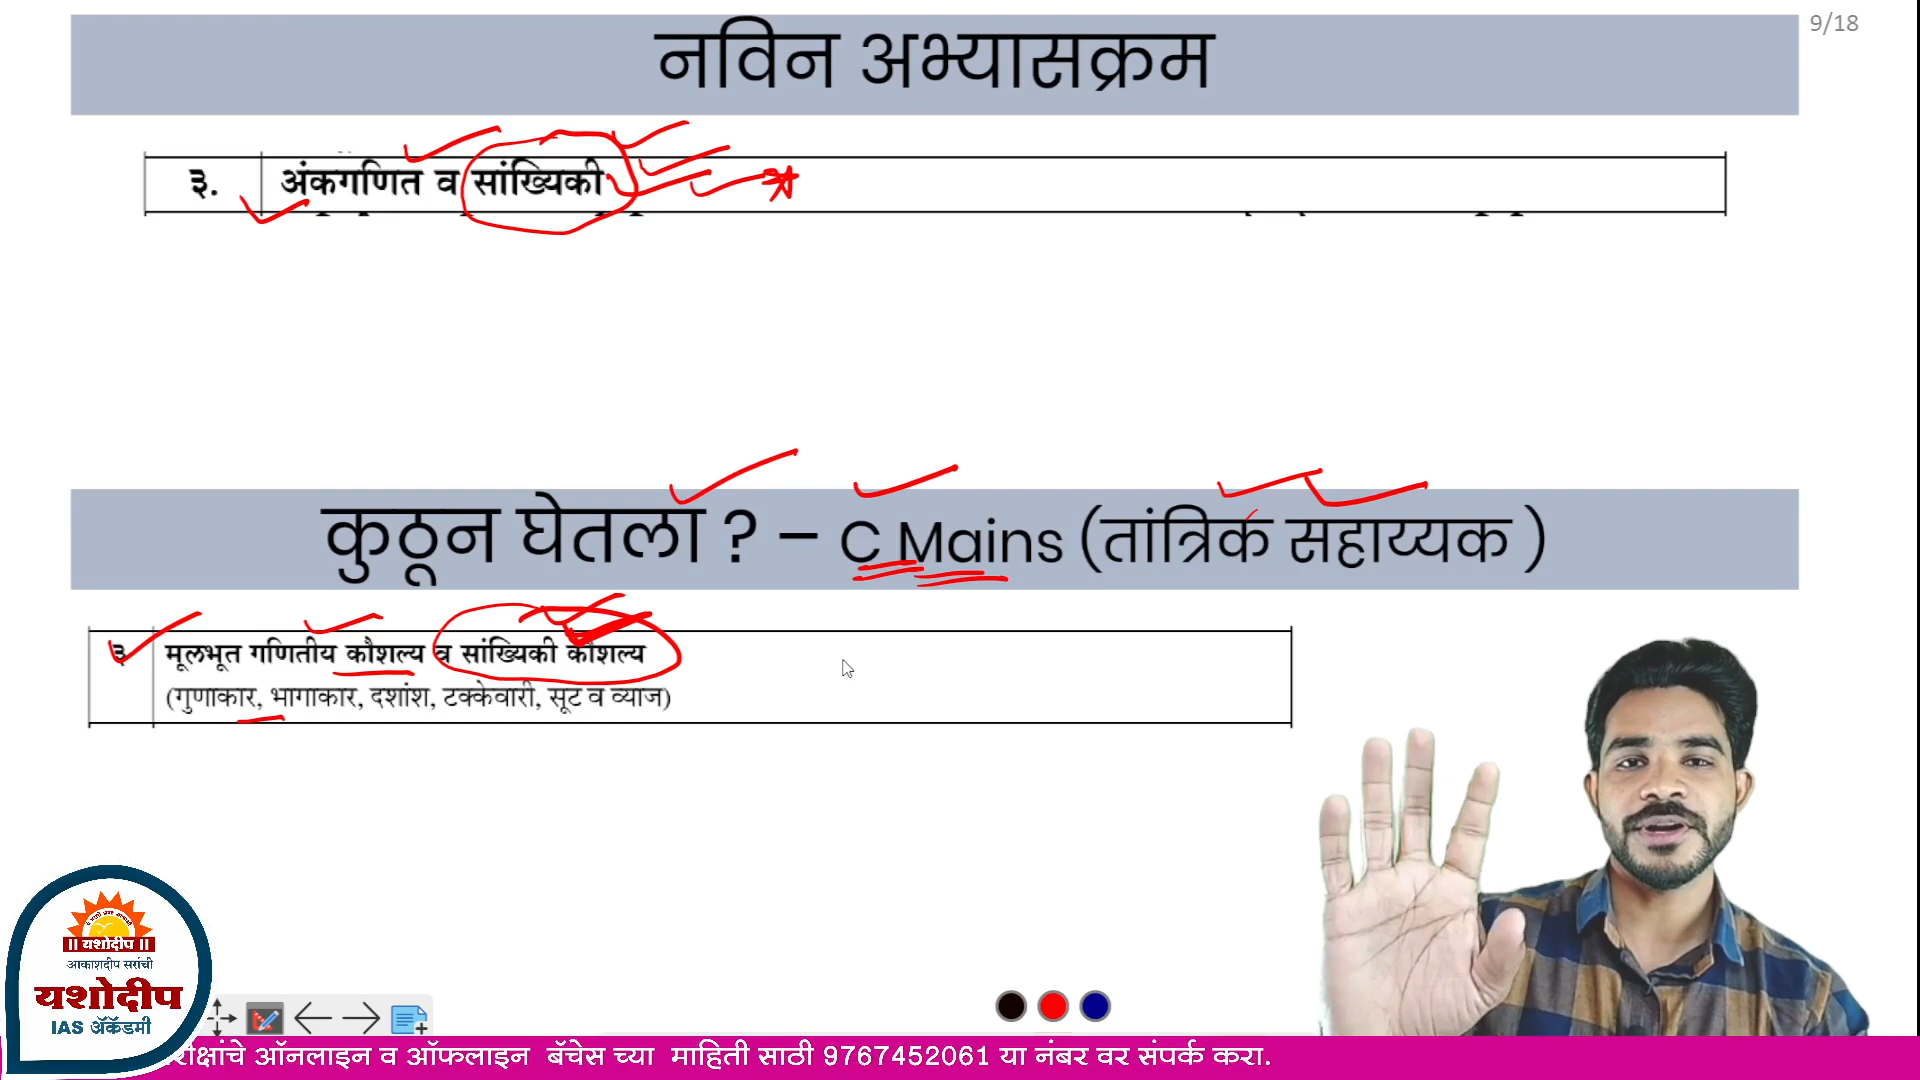 9/18
नविन अभ्यासक्रम
३. अंकगणित व सांख्यिकी
कुठून घेतला ? – C Mains (तांत्रिक सहाय्यक )
३ मूलभूत गणितीय कौशल्य व सांख्यिकी कौशल्य
(गुणाकार, भागाकार, दशांश, टक्केवारी, सूट व व्याज)
॥ यशोदीप ॥
आकाशदीप सरांची
यशोदीप
IAS ॲकॅडमी
ऑनलाइन व ऑफलाइन बॅचेस च्या माहिती साठी 9767452061 या नंबर वर संपर्क करा.